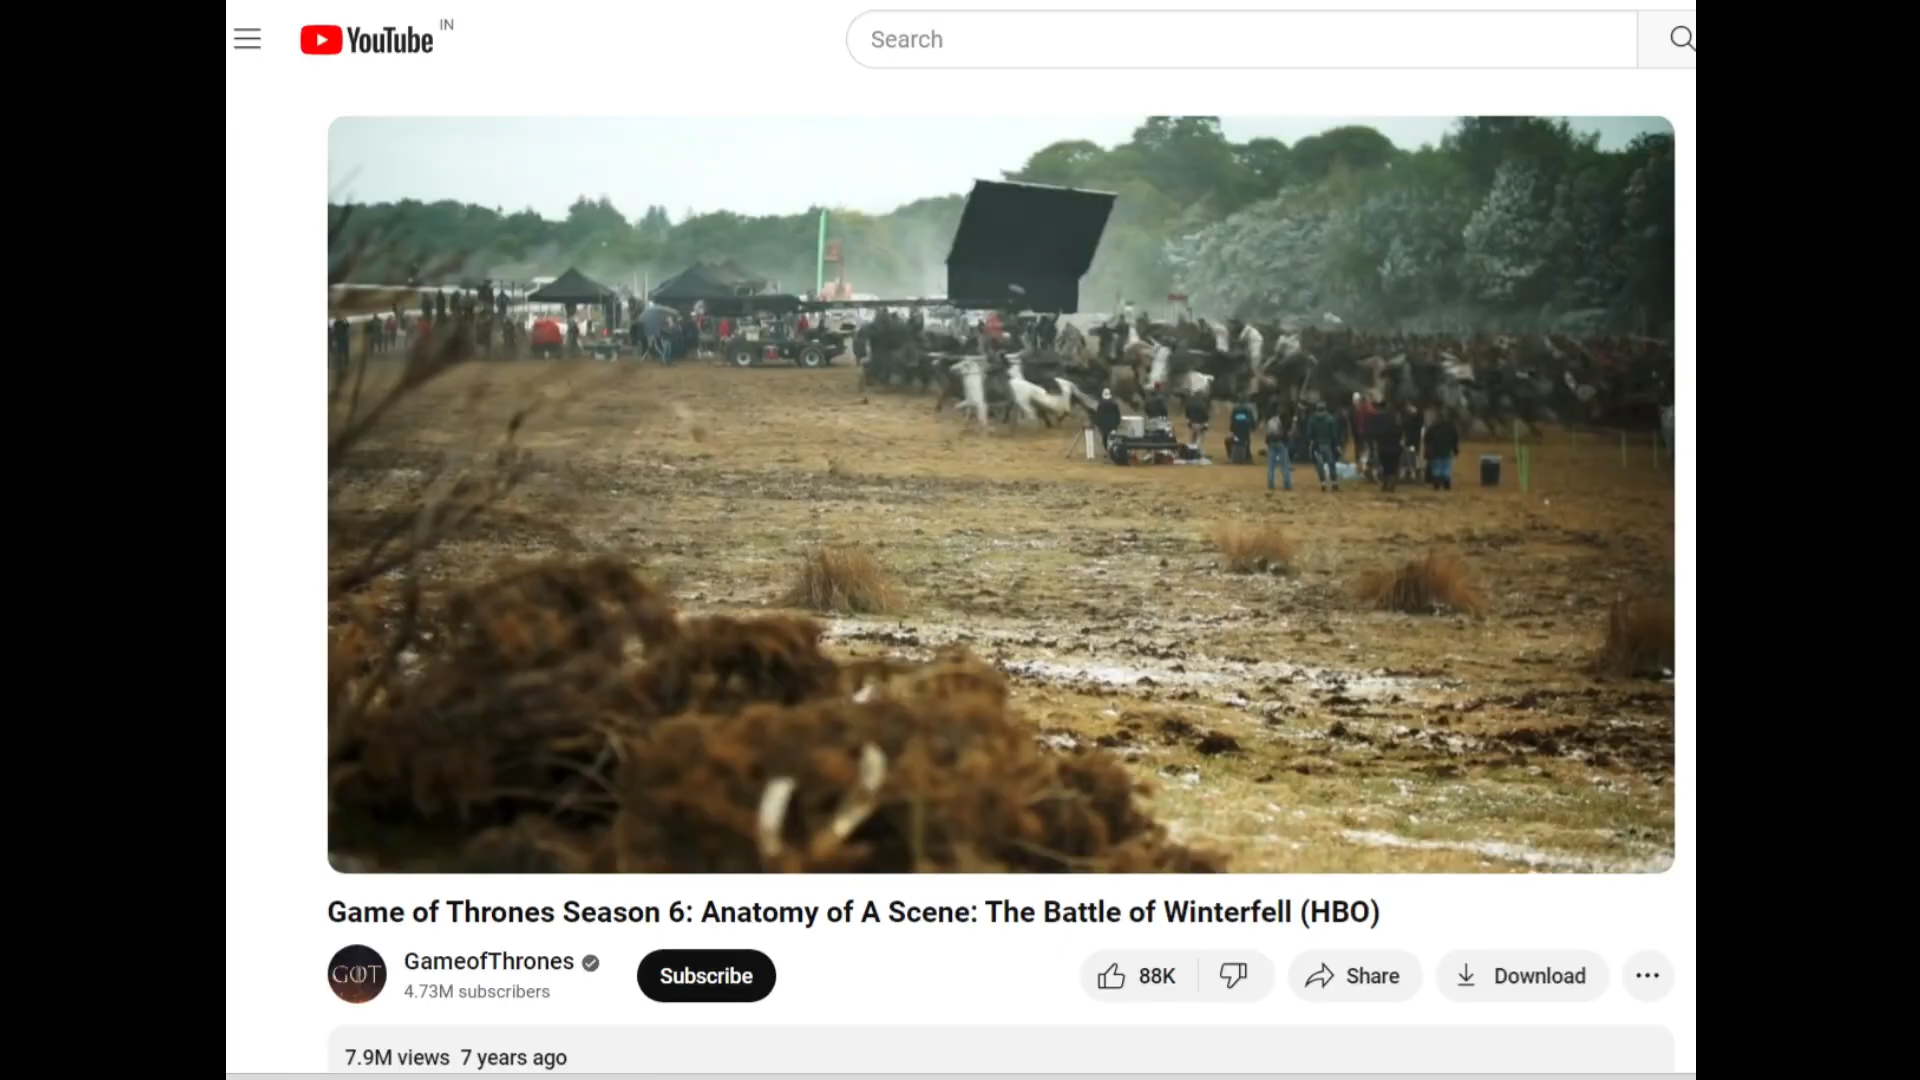 YouTube IN
Search
Game of Thrones Season 6: Anatomy of A Scene: The Battle of Winterfell (HBO)
GOT
GameofThrones
4.73M subscribers
Subscribe
88K
Share
Download
7.9M views 7 years ago